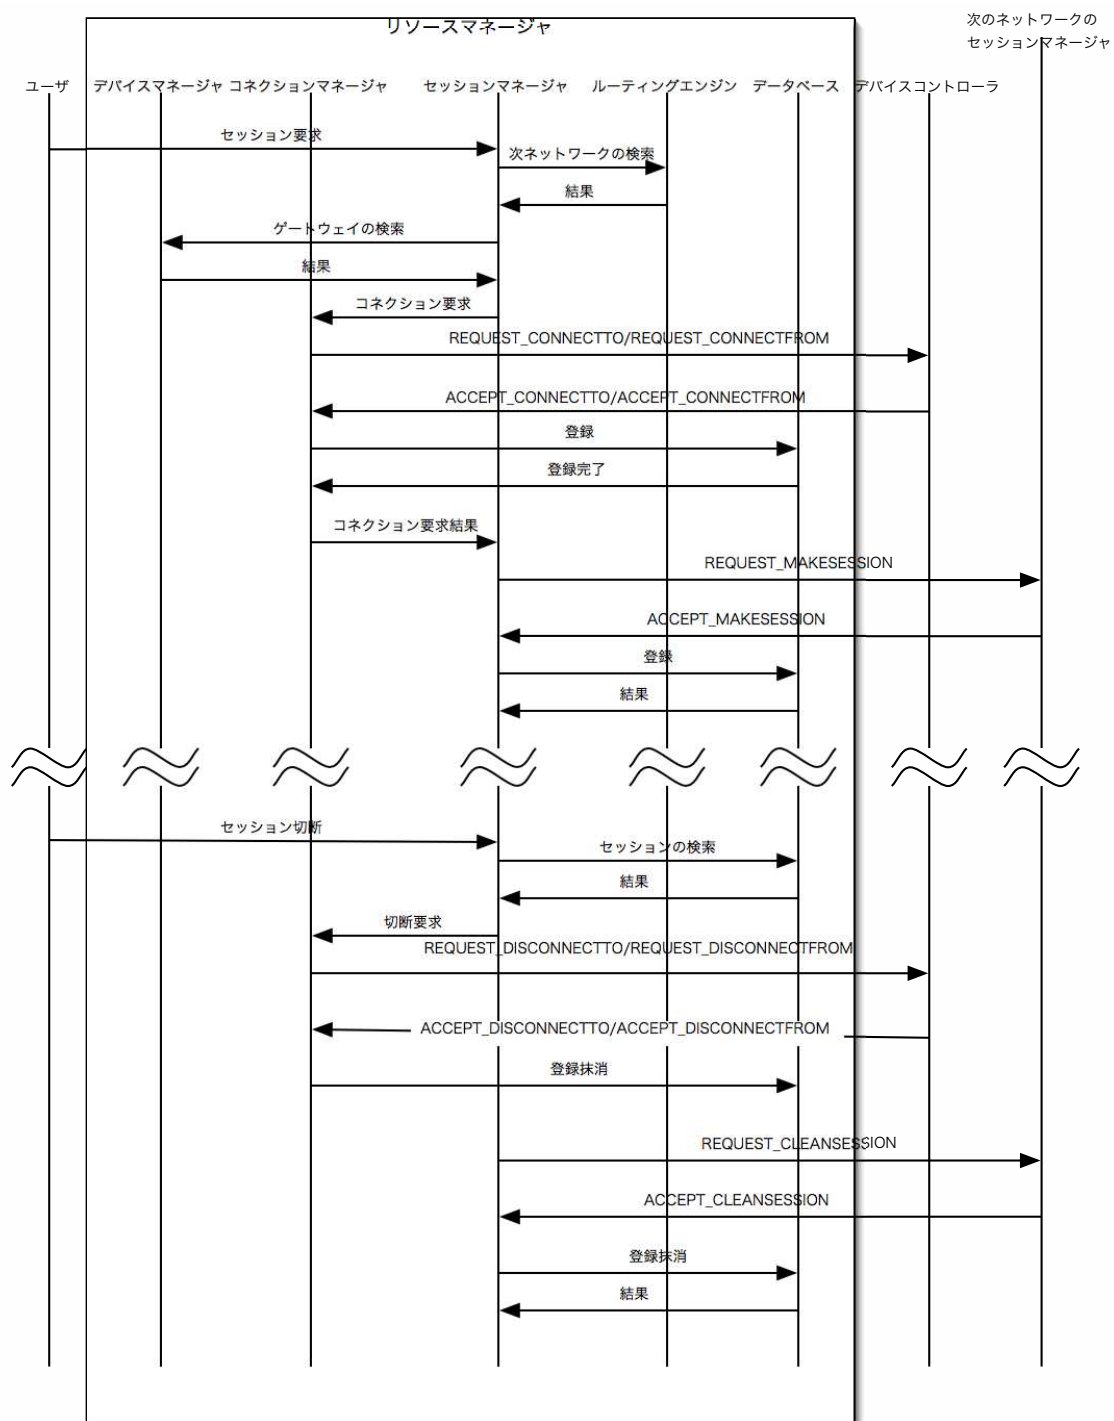 リソースマネージャ
次のネットワークの
セッションマネージャ
ユーザ
デバイスマネージャ
コネクションマネージャ
セッションマネージャ
ルーティングエンジン
データベース
デバイスコントローラ
セッション要求
次ネットワークの検索
結果
ゲートウェイの検索
結果
コネクション要求
REQUEST_CONNECTTO/REQUEST_CONNECTFROM
ACCEPT_CONNECTTO/ACCEPT_CONNECTFROM
登録
登録完了
コネクション要求結果
REQUEST_MAKESESSION
ACCEPT_MAKESESSION
登録
結果
セッション切断
セッションの検索
結果
切断要求
REQUEST_DISCONNECTTO/REQUEST_DISCONNECTFROM
ACCEPT_DISCONNECTTO/ACCEPT_DISCONNECTFROM
登録抹消
REQUEST_CLEANSESSION
ACCEPT_CLEANSESSION
登録抹消
結果